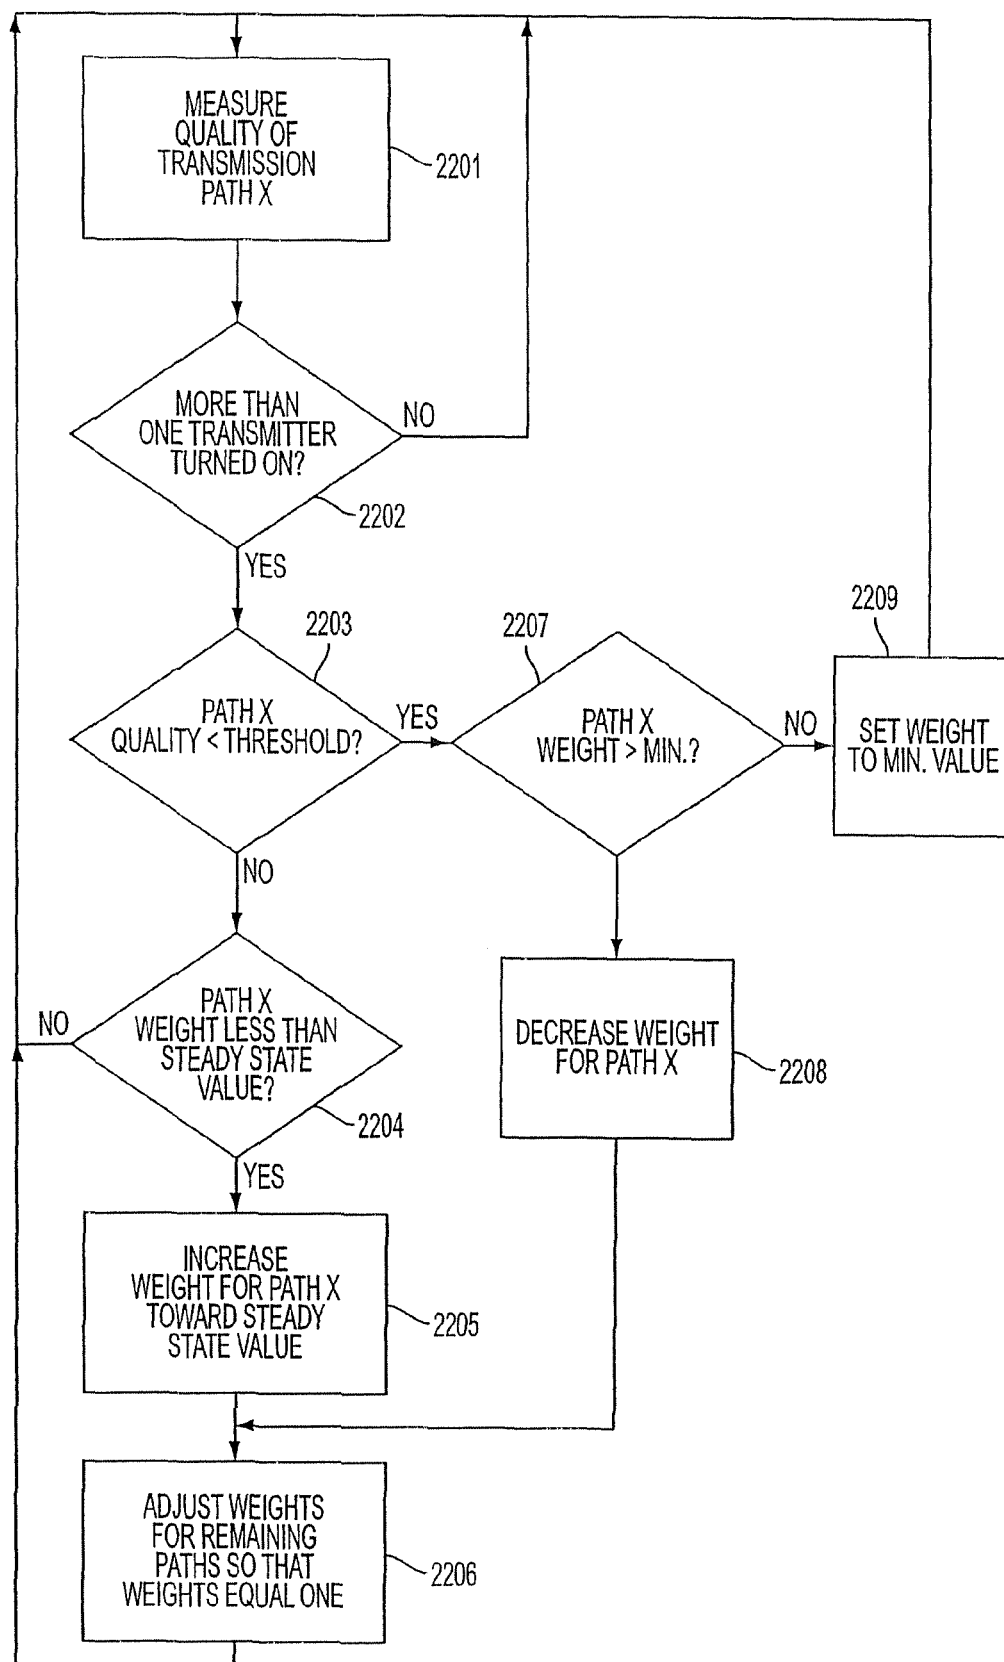 MEASURE
QUALITY OF
TRANSMISSION
PATH X
2201
MORE THAN
ONE TRANSMITTER
TURNED ON?
NO
2202
YES
2203
PATH X
QUALITY < THRESHOLD?
YES
2207
PATH X
WEIGHT > MIN.?
NO
2209
SET WEIGHT
TO MIN. VALUE
NO
PATH X
WEIGHT LESS THAN
STEADY STATE
VALUE?
NO
2204
YES
DECREASE WEIGHT
FOR PATH X
2208
INCREASE
WEIGHT FOR PATH X
TOWARD STEADY
STATE VALUE
2205
ADJUST WEIGHTS
FOR REMAINING
PATHS SO THAT
WEIGHTS EQUAL ONE
2206